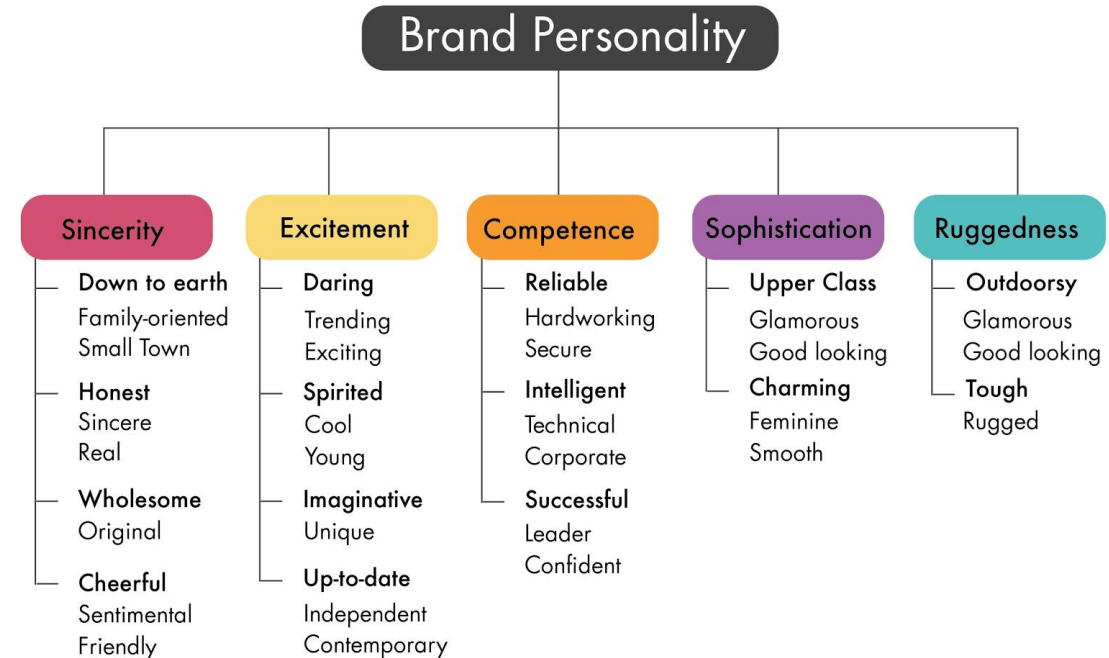 Brand Personality
Sincerity
Down to earth
Family-oriented
Small Town
Honest
Sincere
Real
Wholesome
Original
Cheerful
Sentimental
Friendly
Excitement
Daring
Trending
Exciting
Spirited
Cool
Young
Imaginative
Unique
Up-to-date
Independent
Contemporary
Competence
Reliable
Hardworking
Secure
Intelligent
Technical
Corporate
Successful
Leader
Confident
Sophistication
Upper Class
Glamorous
Good looking
Charming
Feminine
Smooth
Ruggedness
Outdoorsy
Glamorous
Good looking
Tough
Rugged